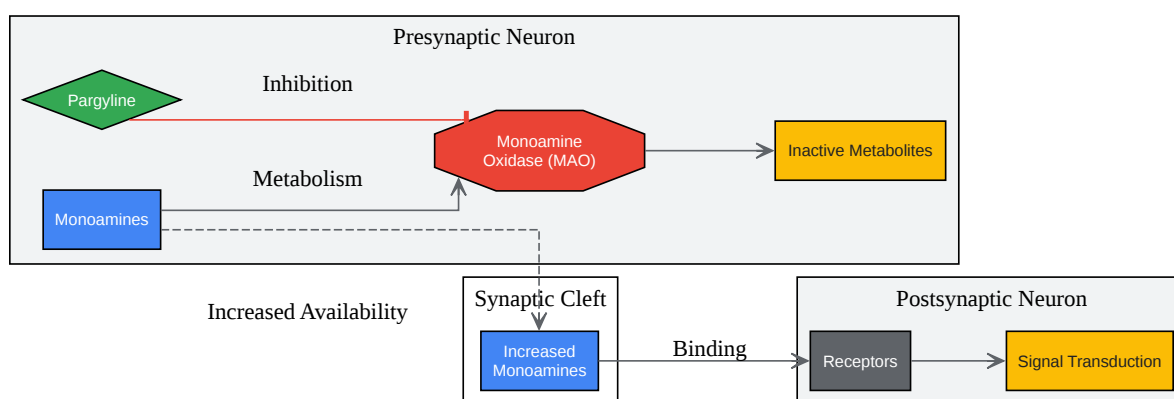 Presynaptic Neuron
Inhibition
Pargyline
Monoamine
Oxidase (MAO)
Inactive Metabolites
Metabolism
Monoamines
Increased Availability
Synaptic Cleft
Increased
Monoamines
Binding
Postsynaptic Neuron
Receptors
Signal Transduction